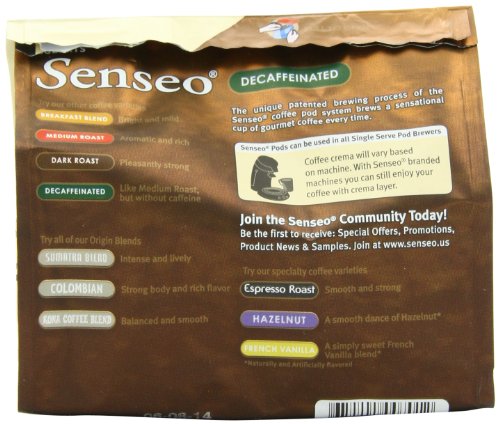 Senseo®
DECAFFEINATED
The unique patented brewing process of the
Senseo® coffee pod system brews a sensational
cup of gourmet coffee every time.
Senseo® Pods can be used in all Single Serve Pod Brewers
Coffee crema will vary based
on machine. With Senseo® branded
machines you can still enjoy your
coffee with crema layer.
Join the Senseo® Community Today!
Be the first to receive: Special Offers, Promotions,
Product News & Samples. Join at www.senseo.us
Try our other coffee varieties
BREAKFAST BLEND Bright and mild
MEDIUM ROAST Aromatic and rich
DARK ROAST Pleasantly strong
DECAFFEINATED Like Medium Roast,
but without caffeine
Try all of our Origin Blends
SUMATRA BLEND Intense and lively
COLOMBIAN Strong body and rich flavor
KONA COFFEE BLEND Balanced and smooth
Try our specialty coffee varieties
Espresso Roast Smooth and strong
HAZELNUT A smooth dance of Hazelnut*
FRENCH VANILLA A simply sweet French
Vanilla blend*
*Naturally and Artificially Flavored